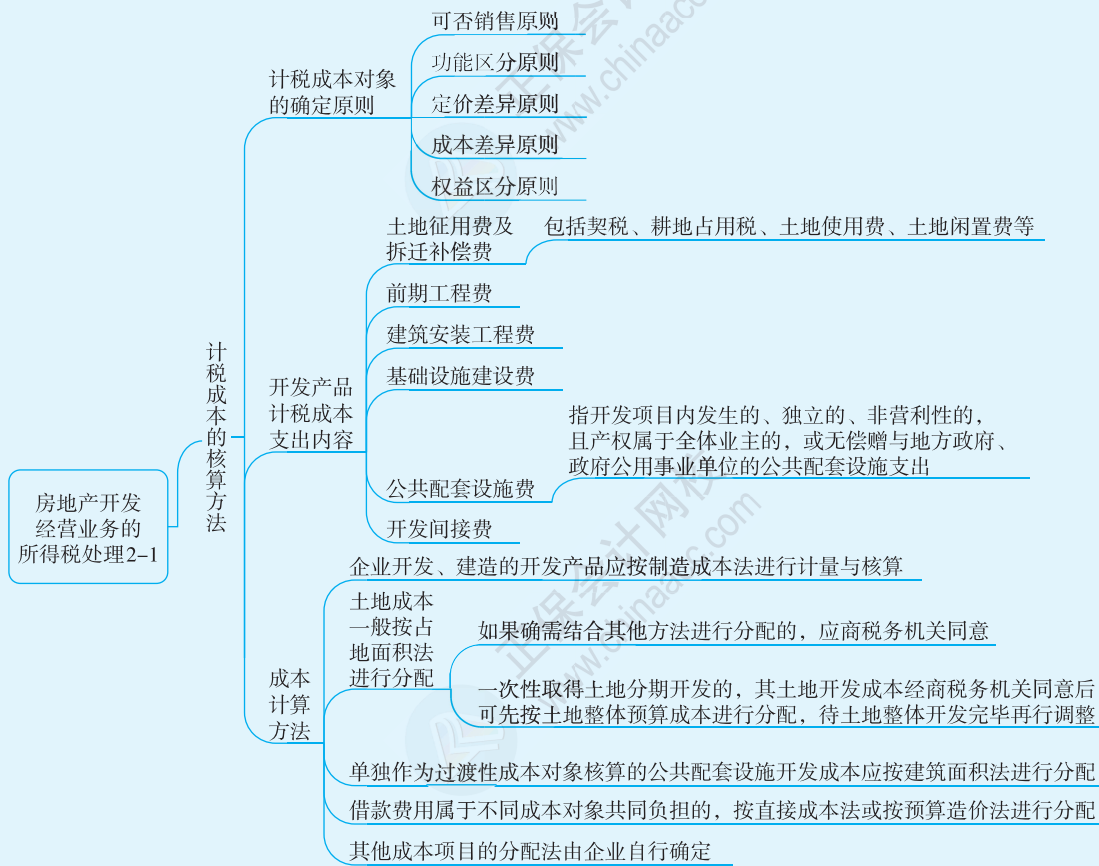 可否销售原则
功能区分原则
计税成本对象
的确定原则
定价差异原则
成本差异原则
权益区分原则
土地征用费及
拆迁补偿费
包括契税、耕地占用税、土地使用费、土地闲置费等
前期工程费
建筑安装工程费
基础设施建设费
计税成本的核算方法
开发产品
计税成本
支出内容
指开发项目内发生的、独立的、非营利性的，
且产权属于全体业主的，或无偿赠与地方政府、
政府公用事业单位的公共配套设施支出
公共配套设施费
开发间接费
房地产开发
经营业务的
所得税处理2-1
企业开发、建造的开发产品应按制造成本法进行计量与核算
土地成本
一般按占
地面积法
进行分配
如果确需结合其他方法进行分配的，应商税务机关同意
一次性取得土地分期开发的，其土地开发成本经商税务机关同意后
可先按土地整体预算成本进行分配，待土地整体开发完毕再行调整
成本
计算
方法
单独作为过渡性成本对象核算的公共配套设施开发成本应按建筑面积法进行分配
借款费用属于不同成本对象共同负担的，按直接成本法或按预算造价法进行分配
其他成本项目的分配法由企业自行确定
正保会计网校
www.chinaacc.com